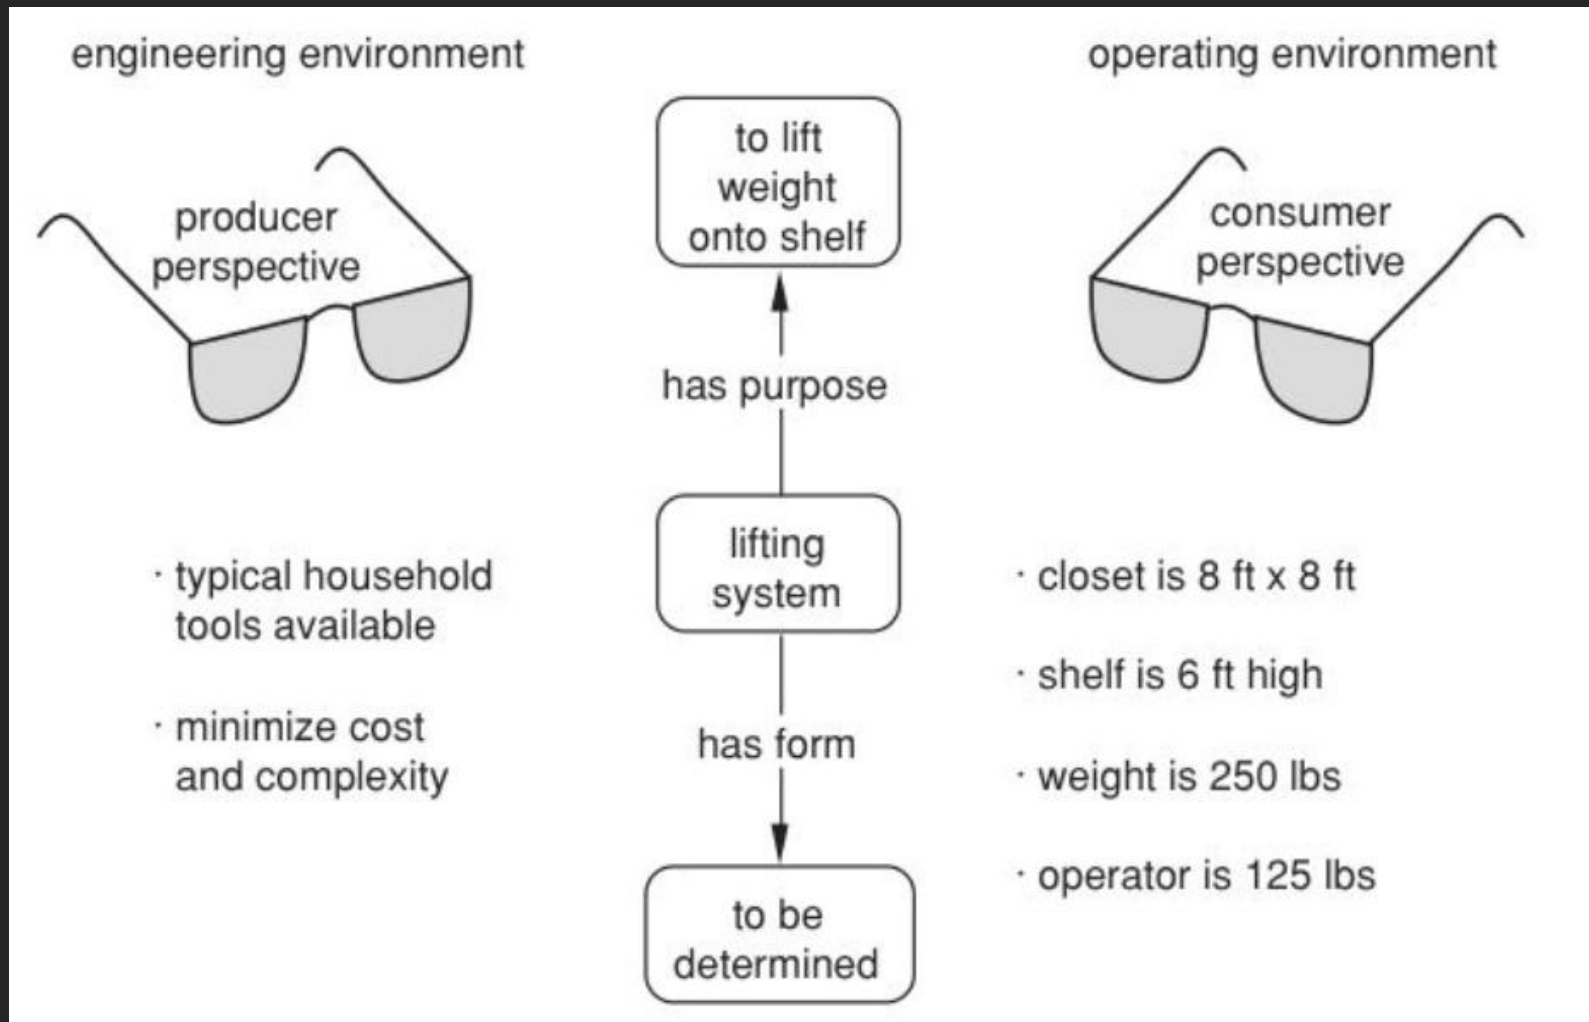 engineering environment
operating environment
producer
perspective
to lift
weight
onto shelf
consumer
perspective
has purpose
lifting
system
· typical household
tools available
· minimize cost
and complexity
· closet is 8 ft x 8 ft
· shelf is 6 ft high
· weight is 250 lbs
· operator is 125 lbs
has form
to be
determined